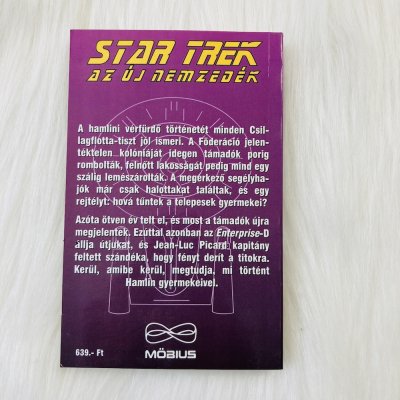 STAR TREK
AZ ÚJ NEMZEDÉK
A hamlini vérfürdő történetét minden Csil-
lagflotta-tiszt jól ismeri. A Föderáció jelen-
téktelen kolóniáját idegen támadók porig
rombolták, felnőtt lakosságát pedig mind egy
szálig lemészárolták. A megérkező segélyha-
jók már csak halottakat találtak, és egy
rejtélyt: hová tűntek a telepesek gyermekei?
Azóta ötven év telt el, és most a támadók újra
megjelentek. Ezúttal azonban az Enterprise-D
állja útjukat, és Jean-Luc Picard kapitány
feltett szándéka, hogy fényt derít a titokra.
Kerül, amibe kerül, megtudja, mi történt
Hamlin gyermekeivel.
MÖBIUS
639.- Ft